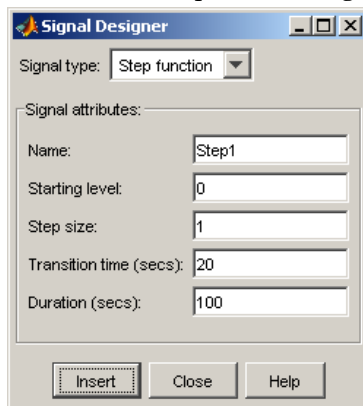 Signal Designer
Signal type: Step function
Signal attributes:
Name: Step1
Starting level: 0
Step size: 1
Transition time (secs): 20
Duration (secs): 100
Insert Close Help